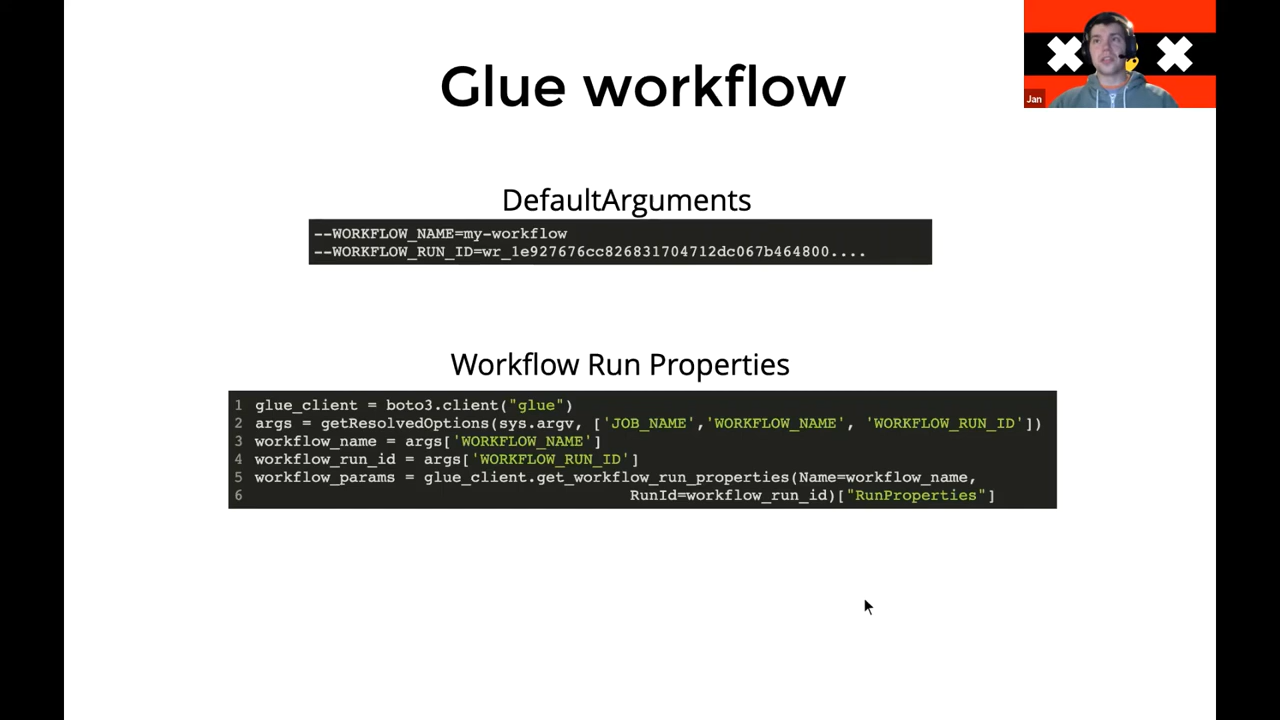 Glue workflow
Jan
DefaultArguments
--WORKFLOW_NAME=my-workflow
--WORKFLOW_RUN_ID=wr_1e927676cc826831704712dc067b464800....
Workflow Run Properties
1 glue_client = boto3.client("glue")
2 args = getResolvedOptions(sys.argv, ['JOB_NAME','WORKFLOW_NAME', 'WORKFLOW_RUN_ID'])
3 workflow_name = args['WORKFLOW_NAME']
4 workflow_run_id = args['WORKFLOW_RUN_ID']
5 workflow_params = glue_client.get_workflow_run_properties(Name=workflow_name,
6 RunId=workflow_run_id)["RunProperties"]